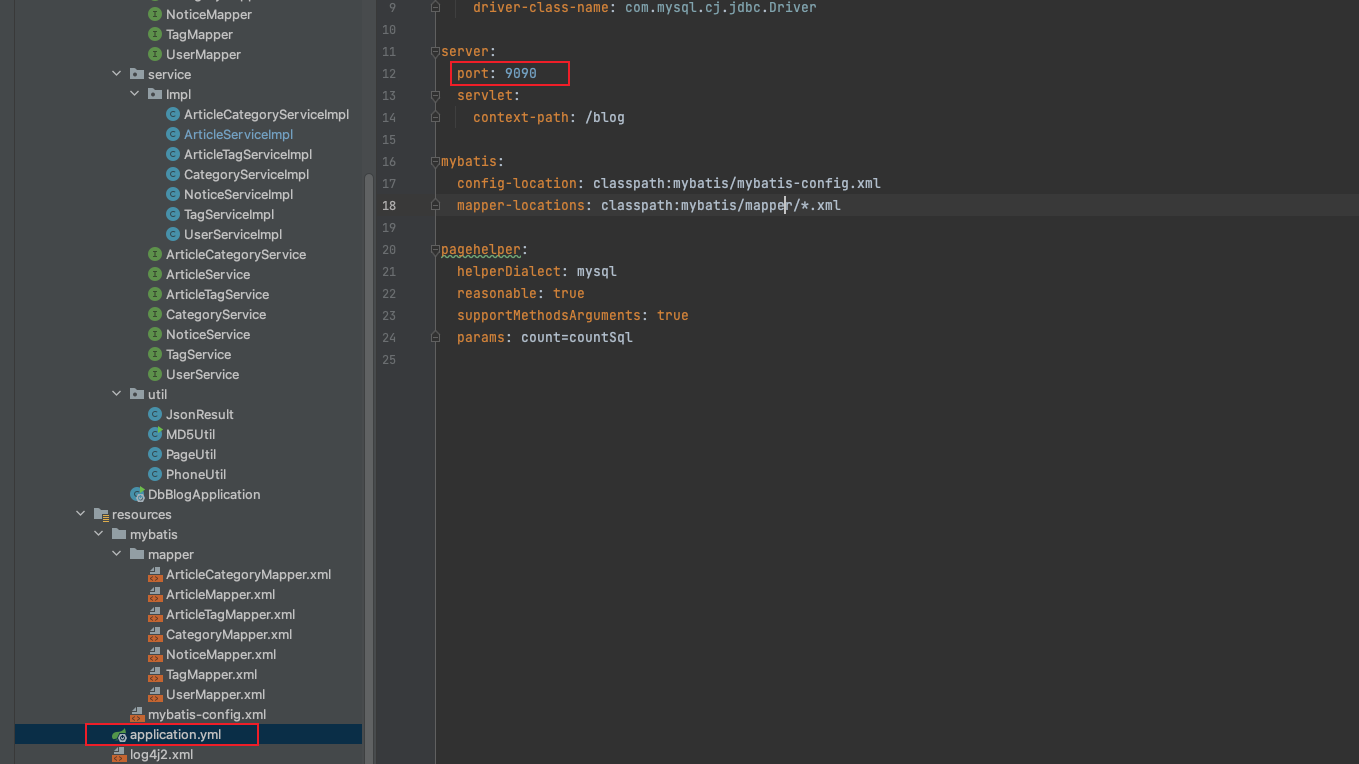 NoticeMapper
TagMapper
UserMapper
service
Impl
ArticleCategoryServiceImpl
ArticleServiceImpl
ArticleTagServiceImpl
CategoryServiceImpl
NoticeServiceImpl
TagServiceImpl
UserServiceImpl
ArticleCategoryService
ArticleService
ArticleTagService
CategoryService
NoticeService
TagService
UserService
util
JsonResult
MD5Util
PageUtil
PhoneUtil
DbBlogApplication
resources
mybatis
mapper
ArticleCategoryMapper.xml
ArticleMapper.xml
ArticleTagMapper.xml
CategoryMapper.xml
NoticeMapper.xml
TagMapper.xml
UserMapper.xml
mybatis-config.xml
application.yml
log4j2.xml
9 driver-class-name: com.mysql.cj.jdbc.Driver
10
11 server:
12 port: 9090
13 servlet:
14 context-path: /blog
15
16 mybatis:
17 config-location: classpath:mybatis/mybatis-config.xml
18 mapper-locations: classpath:mybatis/mapper/*.xml
19
20 pagehelper:
21 helperDialect: mysql
22 reasonable: true
23 supportMethodsArguments: true
24 params: count=countSql
25